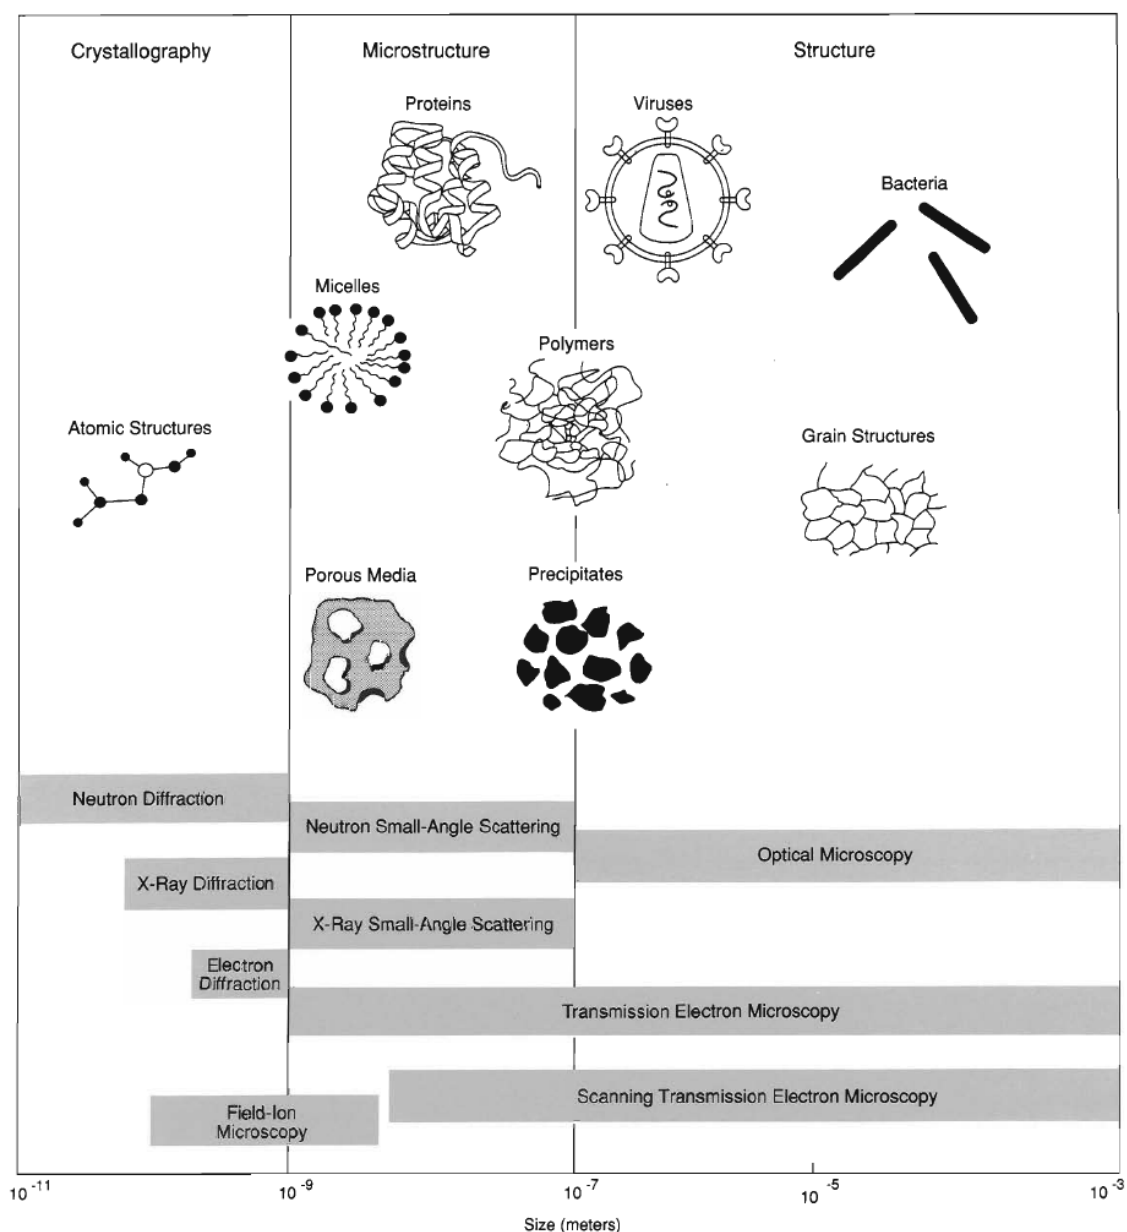 Crystallography
Microstructure
Structure
Proteins
Viruses
Bacteria
Micelles
Polymers
Atomic Structures
Grain Structures
Porous Media
Precipitates
Neutron Diffraction
Neutron Small-Angle Scattering
Optical Microscopy
X-Ray Diffraction
X-Ray Small-Angle Scattering
Electron
Diffraction
Transmission Electron Microscopy
Scanning Transmission Electron Microscopy
Field-Ion
Microscopy
10⁻¹¹
10⁻⁹
10⁻⁷
10⁻⁵
10⁻³
Size (meters)